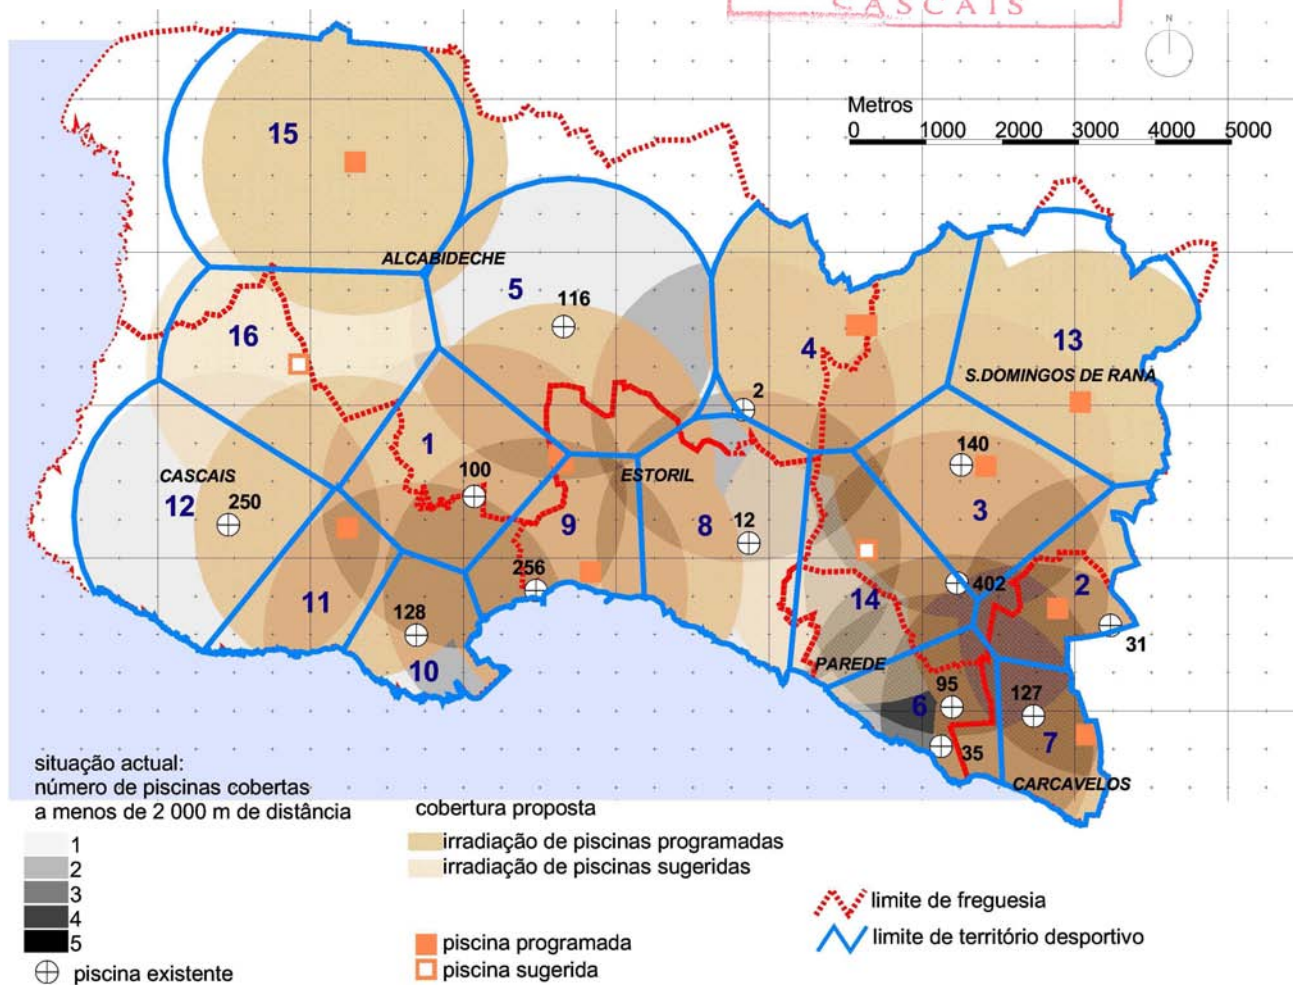 CASCAIS
N
Metros
0 1000 2000 3000 4000 5000
15
ALCABIDECHE
5
116
16
4
13
S.DOMINGOS DE RANA
2
1
140
CASCAIS
100
ESTORIL
12
250
3
9
8
12
256
402
2
11
14
128
31
PAREDE
10
95
127
6
7
35
CARCAVELOS
situação actual:
número de piscinas cobertas
a menos de 2 000 m de distância
1
2
3
4
5
piscina existente
cobertura proposta
irradiação de piscinas programadas
irradiação de piscinas sugeridas
piscina programada
piscina sugerida
limite de freguesia
limite de território desportivo